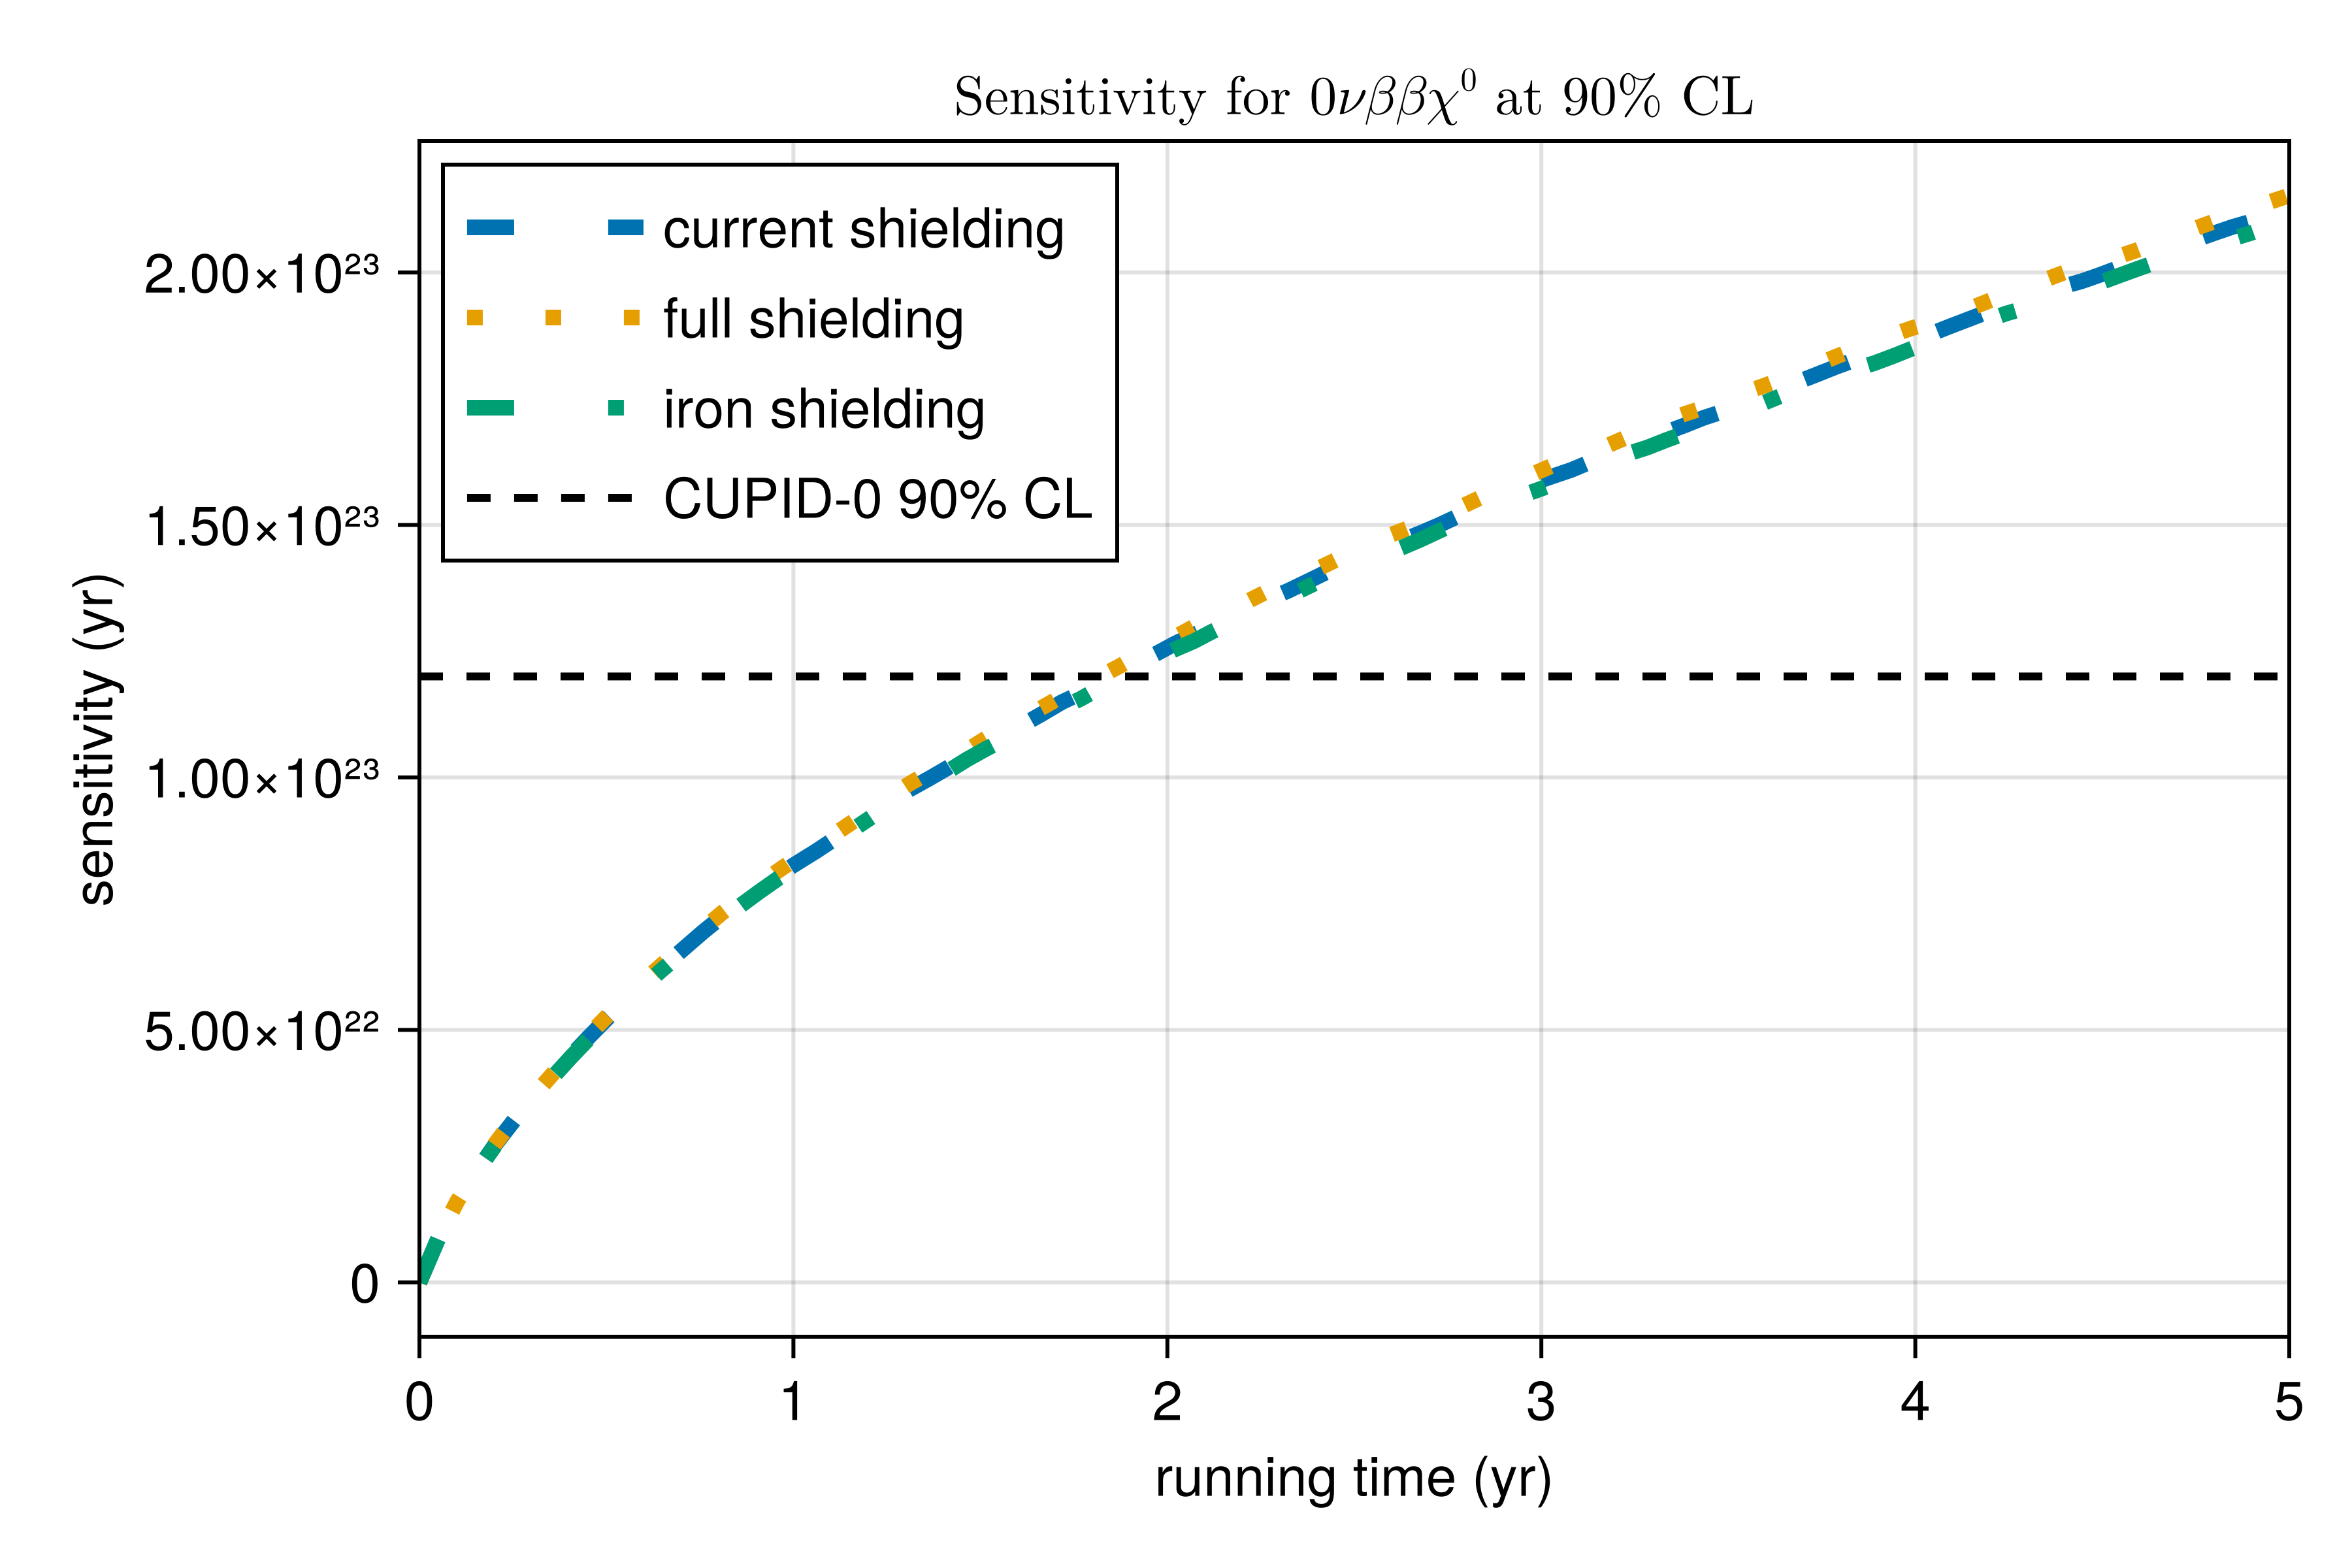 Sensitivity for 0νββχ⁰ at 90% CL
current shielding
full shielding
iron shielding
CUPID-0 90% CL
2.00×10²³
1.50×10²³
1.00×10²³
5.00×10²²
0
sensitivity (yr)
0 1 2 3 4 5
running time (yr)